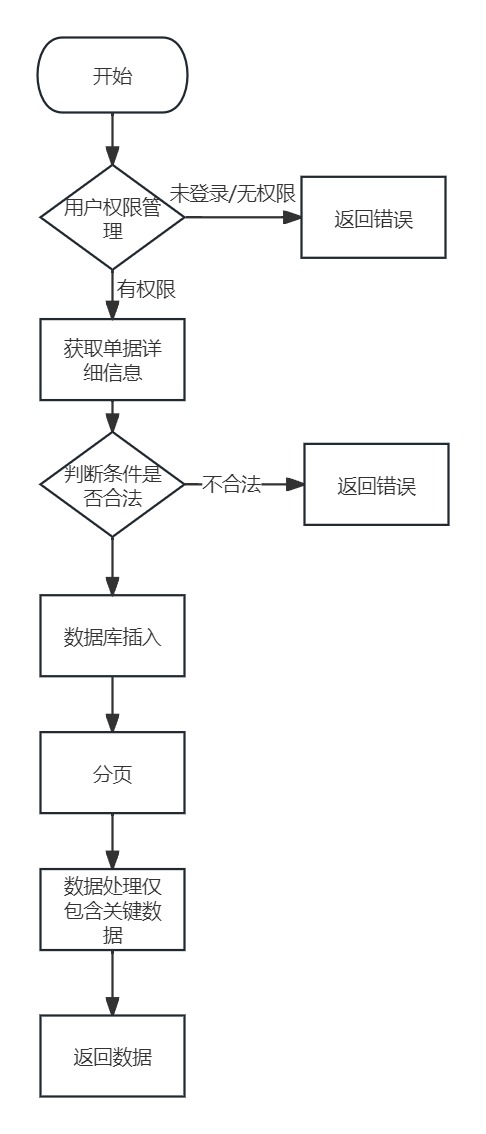 开始
用户权限管
理
未登录/无权限
返回错误
有权限
获取单据详
细信息
判断条件是
否合法
不合法
返回错误
数据库插入
分页
数据处理仅
包含关键数
据
返回数据